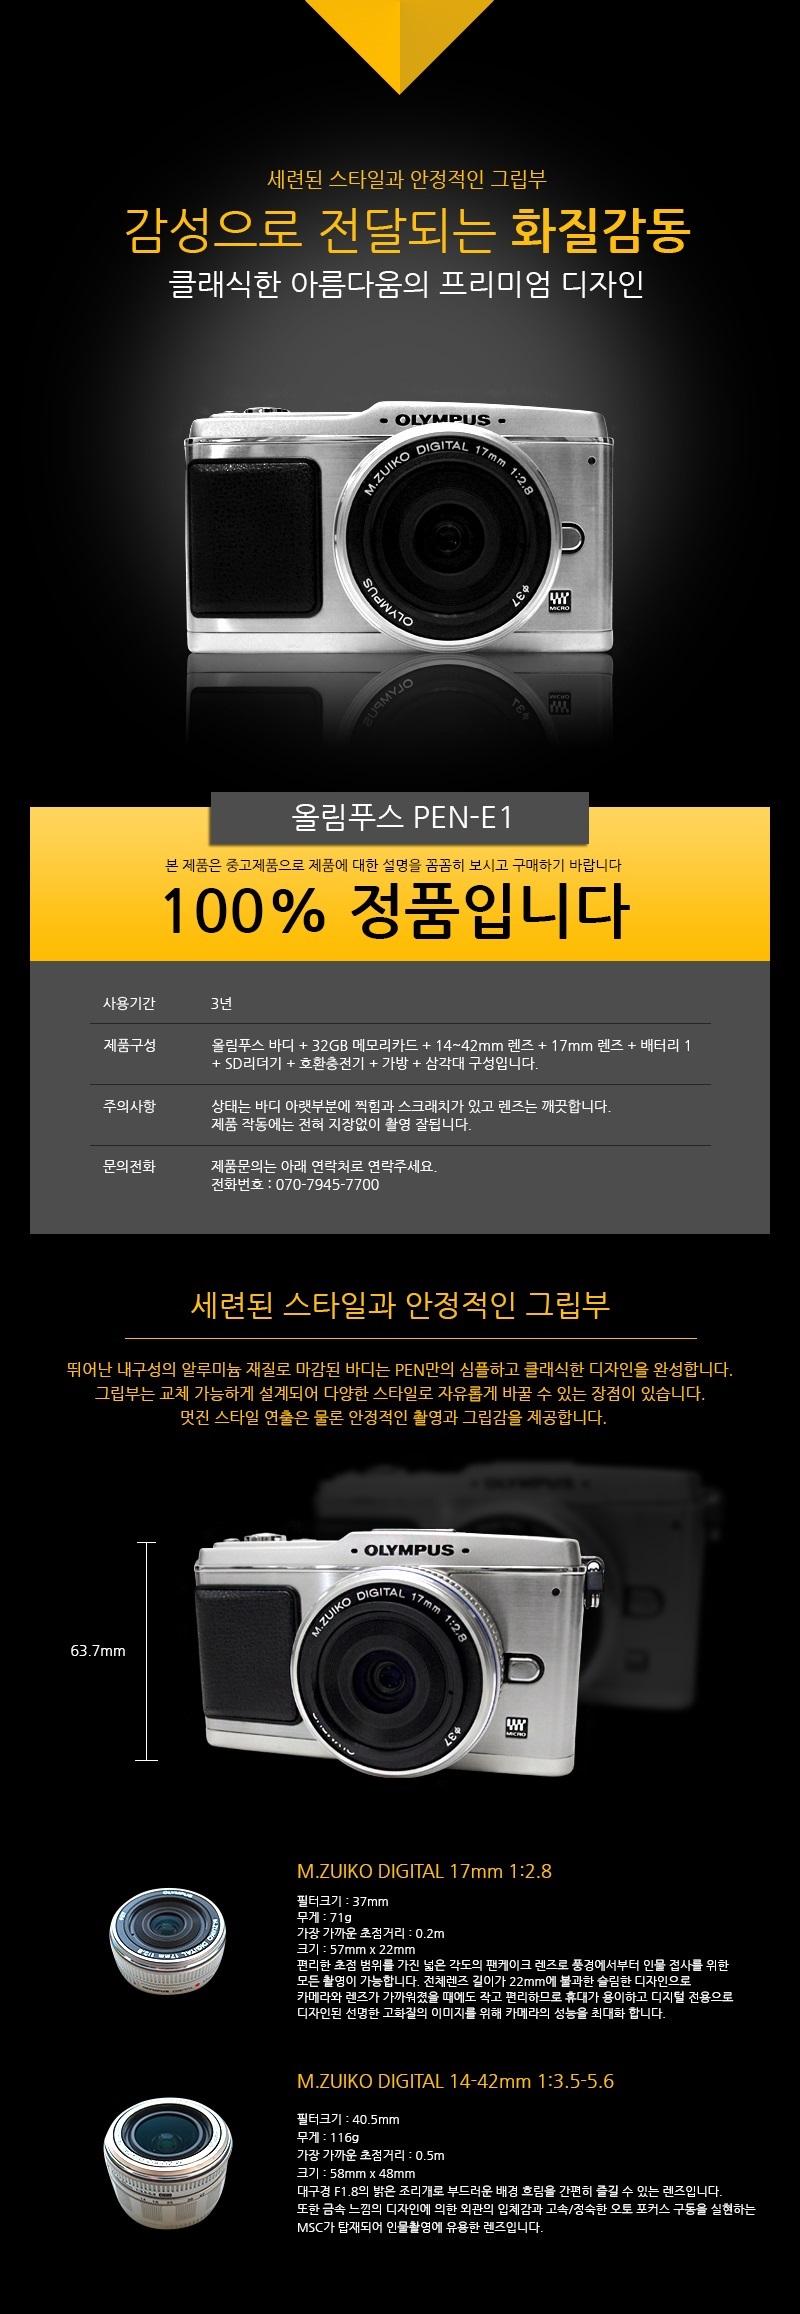 세련된 스타일과 안정적인 그립부
감성으로 전달되는 화질감동
클래식한 아름다움의 프리미엄 디자인
OLYMPUS
M.ZUIKO DIGITAL 17mm 1:2.8
OLYMPUS
ø37
MICRO
올림푸스 PEN-E1
본 제품은 중고제품으로 제품에 대한 설명을 꼼꼼히 보시고 구매하기 바랍니다
100% 정품입니다
사용기간 3년
제품구성 올림푸스 바디 + 32GB 메모리카드 + 14~42mm 렌즈 + 17mm 렌즈 + 배터리 1
+ SD리더기 + 호환충전기 + 가방 + 삼각대 구성입니다.
주의사항 상태는 바디 아랫부분에 찍힘과 스크래치가 있고 렌즈는 깨끗합니다.
제품 작동에는 전혀 지장없이 촬영 잘됩니다.
문의전화 제품문의는 아래 연락처로 연락주세요.
전화번호 : 070-7945-7700
세련된 스타일과 안정적인 그립부
뛰어난 내구성의 알루미늄 재질로 마감된 바디는 PEN만의 심플하고 클래식한 디자인을 완성합니다.
그립부는 교체 가능하게 설계되어 다양한 스타일로 자유롭게 바꿀 수 있는 장점이 있습니다.
멋진 스타일 연출은 물론 안정적인 촬영과 그립감을 제공합니다.
OLYMPUS
M.ZUIKO DIGITAL 17mm 1:2.8
ø37
MICRO
63.7mm
M.ZUIKO DIGITAL 17mm 1:2.8
필터크기 : 37mm
무게 : 71g
가장 가까운 초점거리 : 0.2m
크기 : 57mm x 22mm
편리한 초점 범위를 가진 넓은 각도의 팬케이크 렌즈로 풍경에서부터 인물 접사를 위한
모든 촬영이 가능합니다. 전체렌즈 길이가 22mm에 불과한 슬림한 디자인으로
카메라와 렌즈가 가까워졌을 때에도 작고 편리하므로 휴대가 용이하고 디지털 전용으로
디자인된 선명한 고화질의 이미지를 위해 카메라의 성능을 최대화 합니다.
OLYMPUS
M.ZUIKO DIGITAL 17mm 1:2.8
M.ZUIKO DIGITAL 14-42mm 1:3.5-5.6
필터크기 : 40.5mm
무게 : 116g
가장 가까운 초점거리 : 0.5m
크기 : 58mm x 48mm
대구경 F1.8의 밝은 조리개로 부드러운 배경 흐림을 간편히 즐길 수 있는 렌즈입니다.
또한 금속 느낌의 디자인에 의한 외관의 입체감과 고속/정숙한 오토 포커스 구동을 실현하는
MSC가 탑재되어 인물촬영에 유용한 렌즈입니다.